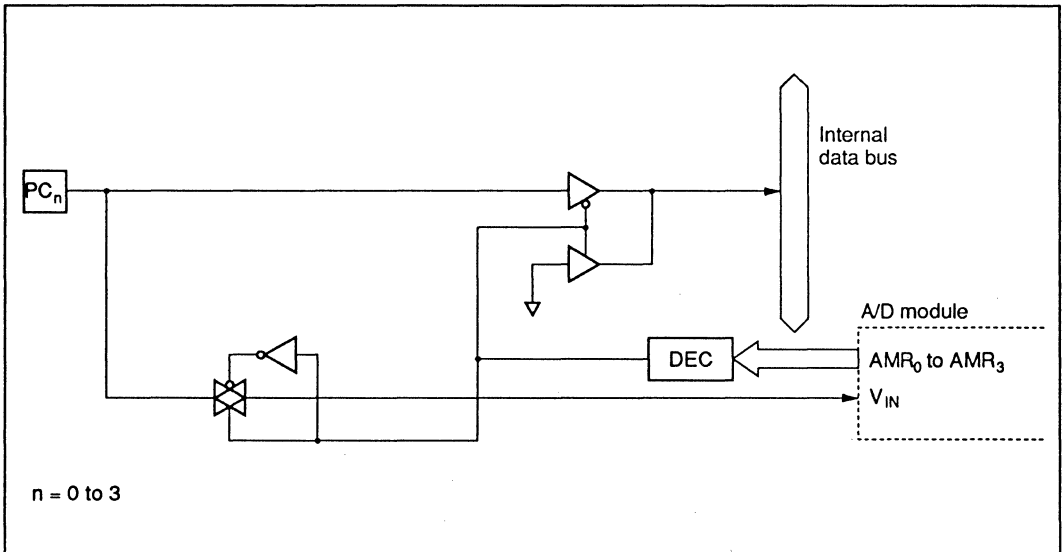 Internal
data bus
PCn
A/D module
DEC
AMR0 to AMR3
VIN
n = 0 to 3